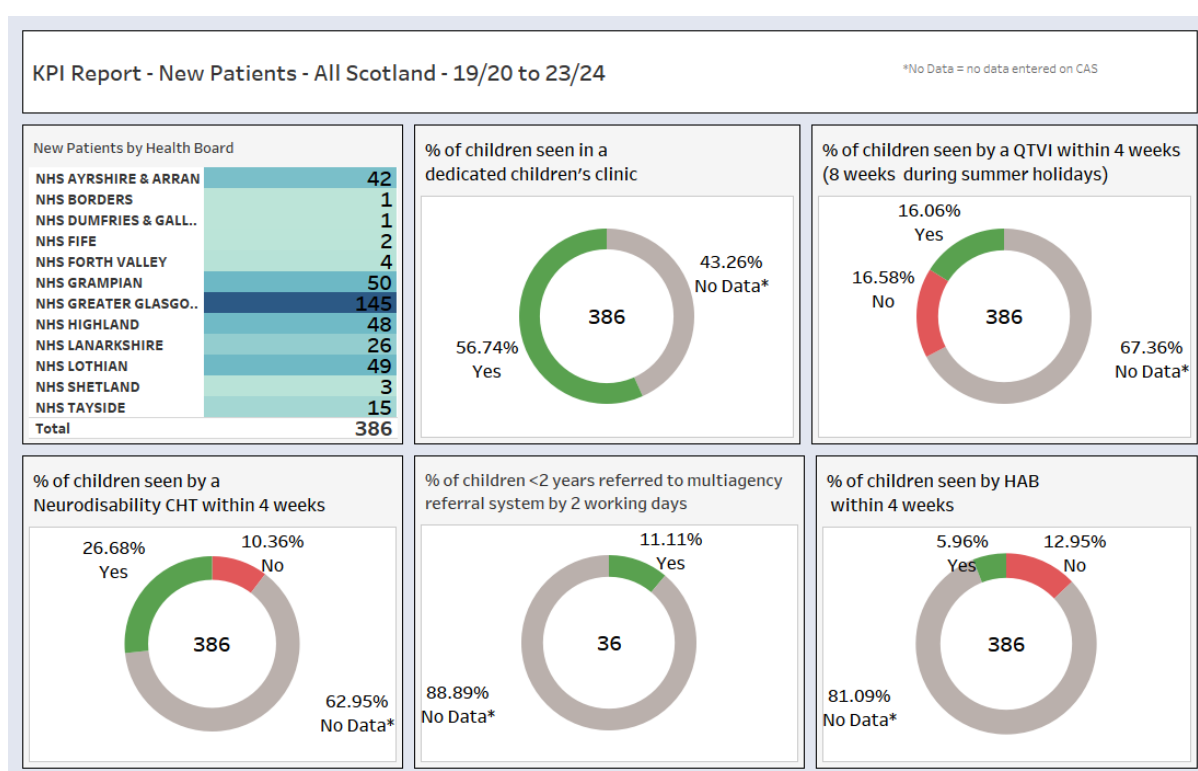 KPI Report - New Patients - All Scotland - 19/20 to 23/24
*No Data = no data entered on CAS
New Patients by Health Board
NHS AYRSHIRE & ARRAN 42
NHS BORDERS 1
NHS DUMFRIES & GALL.. 1
NHS FIFE 2
NHS FORTH VALLEY 4
NHS GRAMPIAN 50
NHS GREATER GLASGO.. 145
NHS HIGHLAND 48
NHS LANARKSHIRE 26
NHS LOTHIAN 49
NHS SHETLAND 3
NHS TAYSIDE 15
Total 386
% of children seen in a
dedicated children's clinic
43.26%
No Data*
386
56.74%
Yes
% of children seen by a QTVI within 4 weeks
(8 weeks during summer holidays)
16.06%
Yes
16.58%
No
386
67.36%
No Data*
% of children seen by a
Neurodisability CHT within 4 weeks
26.68%
Yes
10.36%
No
386
62.95%
No Data*
% of children <2 years referred to multiagency
referral system by 2 working days
11.11%
Yes
36
88.89%
No Data*
% of children seen by HAB
within 4 weeks
5.96%
Yes
12.95%
No
386
81.09%
No Data*